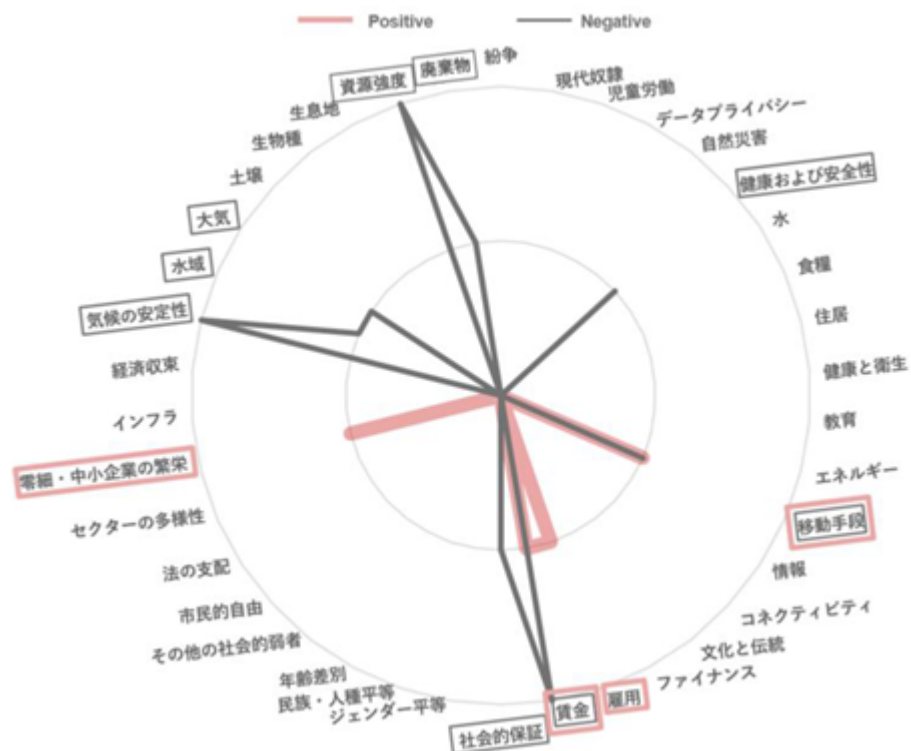 Positive
Negative
紛争
現代奴隷
児童労働
データプライバシー
自然災害
健康および安全性
水
食糧
住居
健康と衛生
教育
エネルギー
移動手段
情報
コネクティビティ
文化と伝統
ファイナンス
雇用
賃金
社会的保証
ジェンダー平等
民族・人種平等
年齢差別
その他の社会的弱者
市民的自由
法の支配
セクターの多様性
零細・中小企業の繁栄
インフラ
経済収束
気候の安定性
水域
大気
土壌
生物種
生息地
資源強度
廃棄物